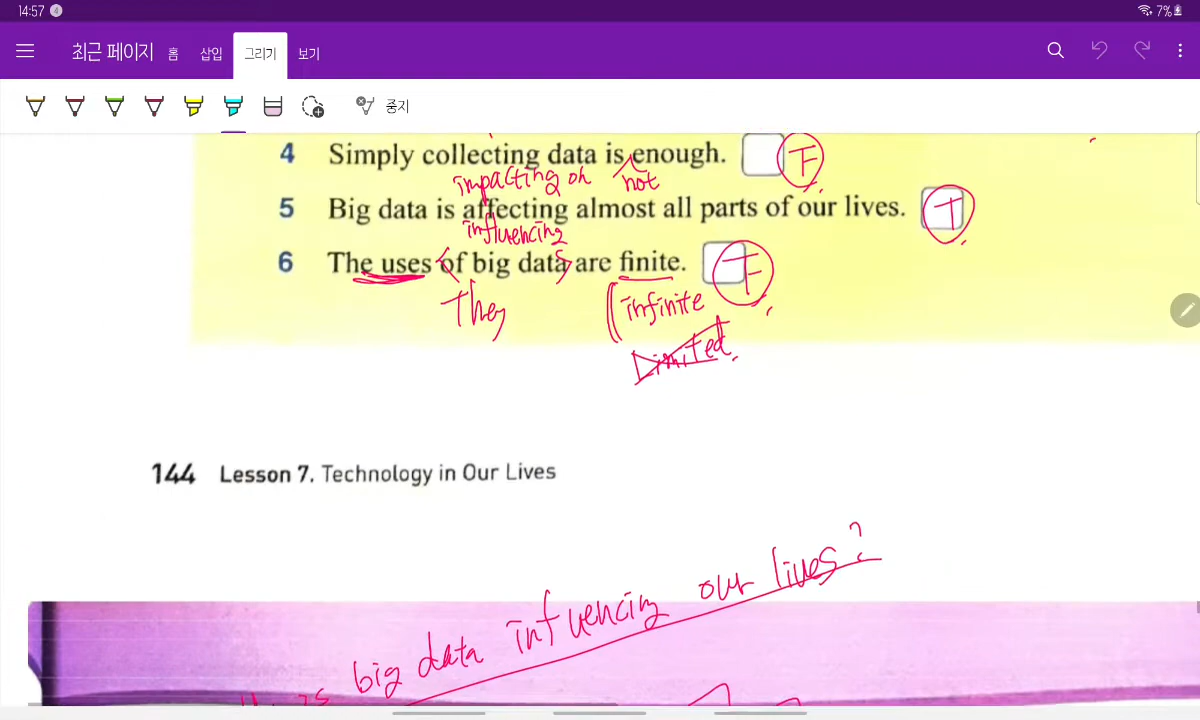 14:57 4 7%
최근 페이지 홈 삽입 그리기 보기
중지
4 Simply collecting data is enough. F
impacting on not
5 Big data is affecting almost all parts of our lives. T
influencing
6 The uses of big data are finite. F
They infinite
Limited
144 Lesson 7. Technology in Our Lives
big data influencing our lives?